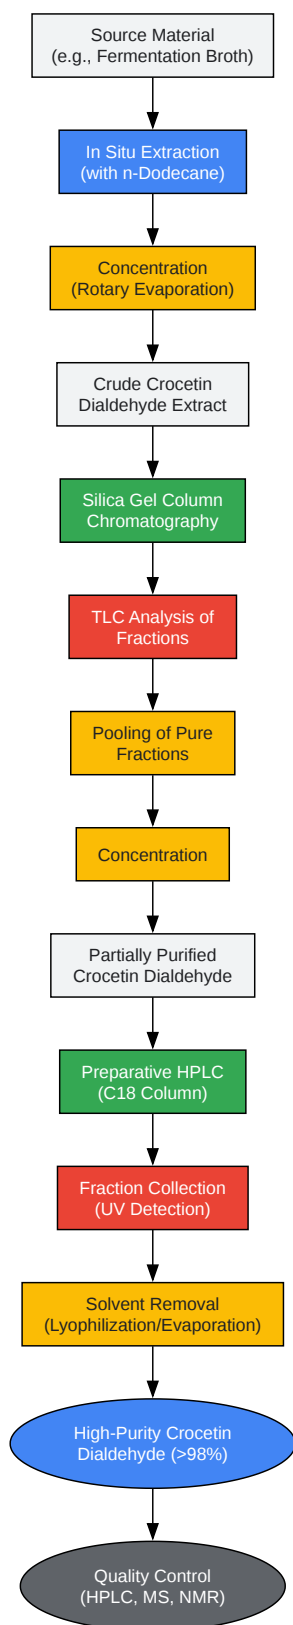 Source Material
(e.g., Fermentation Broth)
In Situ Extraction
(with n-Dodecane)
Concentration
(Rotary Evaporation)
Crude Crocetin
Dialdehyde Extract
Silica Gel Column
Chromatography
TLC Analysis of
Fractions
Pooling of Pure
Fractions
Concentration
Partially Purified
Crocetin Dialdehyde
Preparative HPLC
(C18 Column)
Fraction Collection
(UV Detection)
Solvent Removal
(Lyophilization/Evaporation)
High-Purity Crocetin
Dialdehyde (>98%)
Quality Control
(HPLC, MS, NMR)